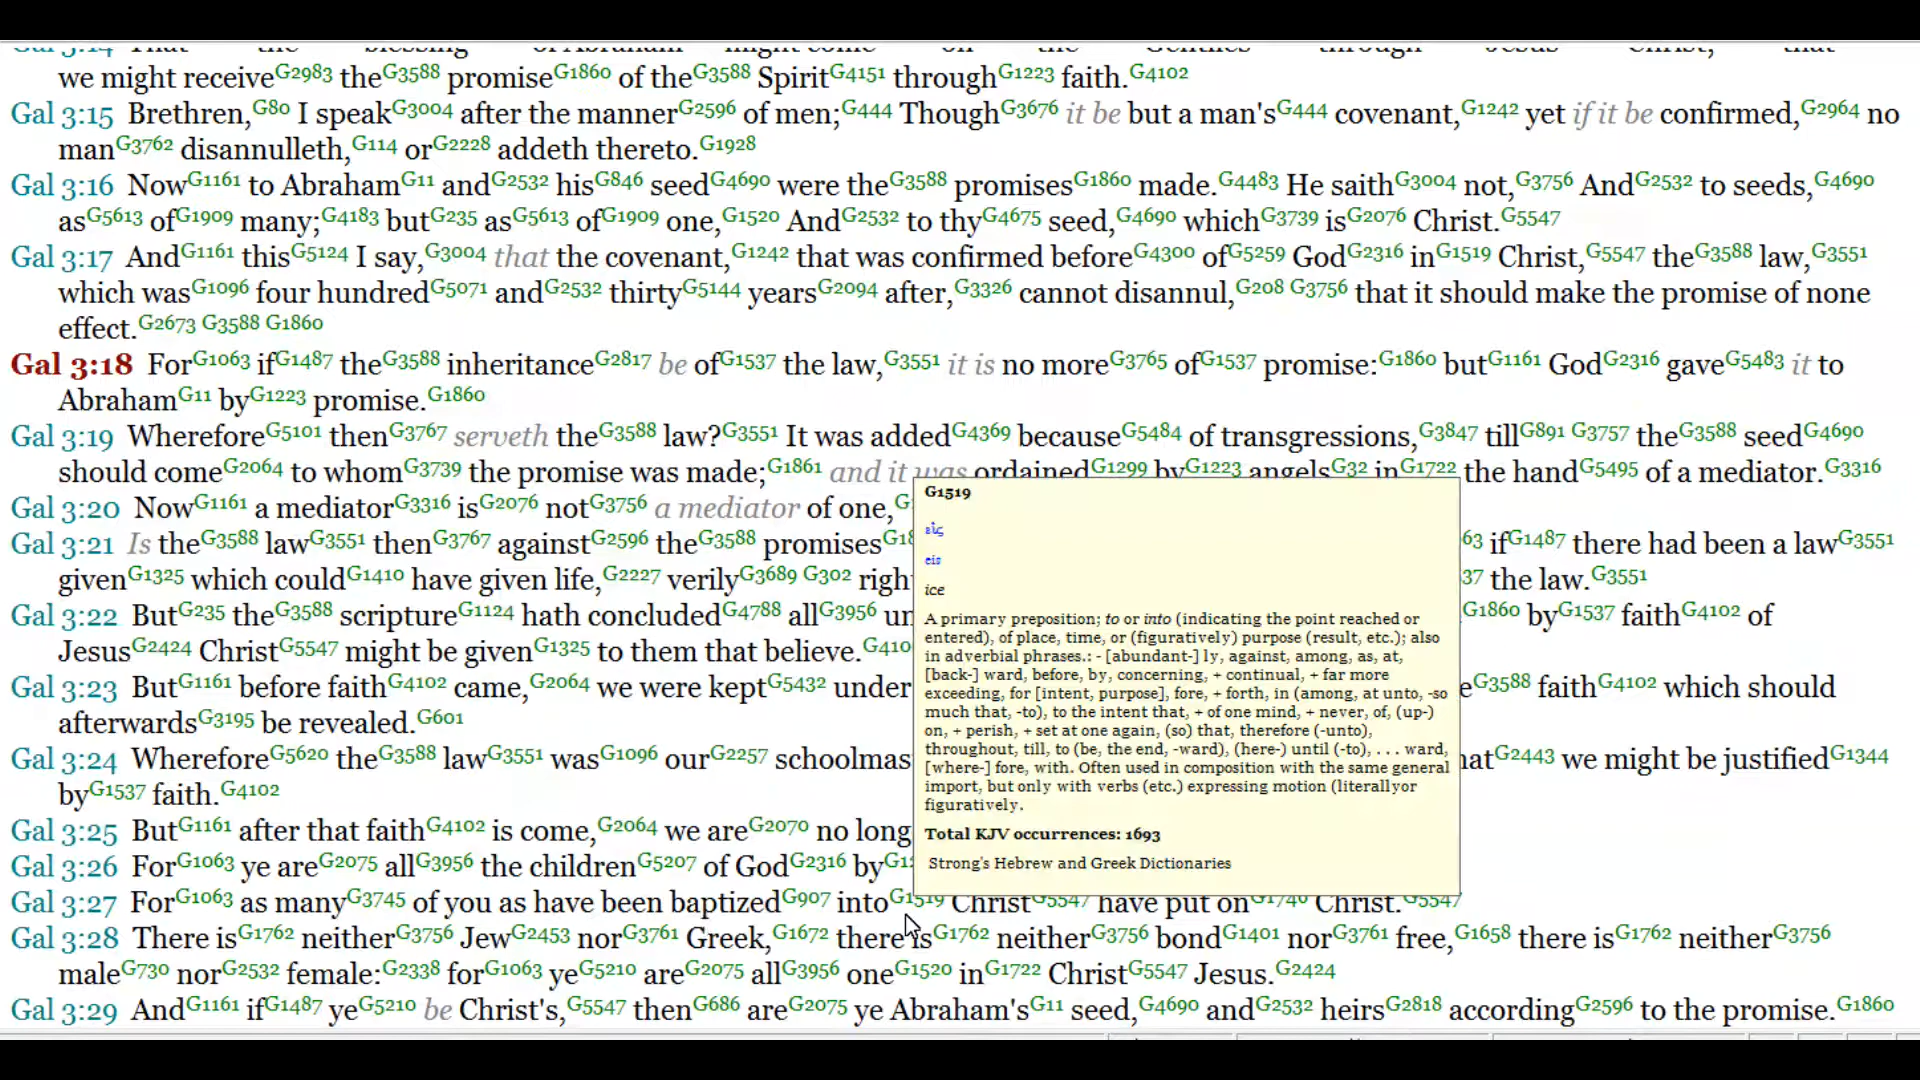 we might receiveG2983 theG3588 promiseG1860 of theG3588 SpiritG4151 throughG1223 faith.G4102
Gal 3:15 Brethren,G80 I speakG3004 after the mannerG2596 of men;G444 ThoughG3676 it be but a man'sG444 covenant,G1242 yet if it be confirmed,G2964 no
manG3762 disannulleth,G114 orG2228 addeth thereto.G1928
Gal 3:16 NowG1161 to AbrahamG11 andG2532 hisG846 seedG4690 were theG3588 promisesG1860 made.G4483 He saithG3004 not,G3756 AndG2532 to seeds,G4690
asG5613 ofG1909 many;G4183 butG235 asG5613 ofG1909 one,G1520 AndG2532 to thyG4675 seed,G4690 whichG3739 isG2076 Christ.G5547
Gal 3:17 AndG1161 thisG5124 I say,G3004 that the covenant,G1242 that was confirmed beforeG4300 ofG5259 GodG2316 inG1519 Christ,G5547 theG3588 law,G3551
which wasG1096 four hundredG5071 andG2532 thirtyG5144 yearsG2094 after,G3326 cannot disannul,G208 G3756 that it should make the promise of none
effect.G2673 G3588 G1860
Gal 3:18 ForG1063 ifG1487 theG3588 inheritanceG2817 be ofG1537 the law,G3551 it is no moreG3765 ofG1537 promise:G1860 butG1161 GodG2316 gaveG5483 it to
AbrahamG11 byG1223 promise.G1860
Gal 3:19 WhereforeG5101 thenG3767 serveth theG3588 law?G3551 It was addedG4369 becauseG5484 of transgressions,G3847 tillG891 G3757 theG3588 seedG4690
should comeG2064 to whomG3739 the promise was made;G1861 and it was ordainedG1299 byG1223 angelsG32 inG1722 the handG5495 of a mediator.G3316
Gal 3:20 NowG1161 a mediatorG3316 isG2076 notG3756 a mediator of one,
Gal 3:21 Is theG3588 lawG3551 thenG3767 againstG2596 theG3588 promises ifG1487 there had been a lawG3551
givenG1325 which couldG1410 have given life,G2227 verilyG3689 G302 the law.G3551
Gal 3:22 ButG235 theG3588 scriptureG1124 hath concludedG4788 allG3956 G1860 byG1537 faithG4102 of
JesusG2424 ChristG5547 might be givenG1325 to them that believe.
Gal 3:23 ButG1161 before faithG4102 came,G2064 we were keptG5432 under G3588 faithG4102 which should
afterwardsG3195 be revealed.G601
Gal 3:24 WhereforeG5620 theG3588 lawG3551 wasG1096 ourG2257 G2443 we might be justifiedG1344
byG1537 faith.G4102
Gal 3:25 ButG1161 after that faithG4102 is come,G2064 we areG2070 no
Gal 3:26 ForG1063 ye areG2075 allG3956 the childrenG5207 of GodG2316 by
Gal 3:27 ForG1063 as manyG3745 of you as have been baptizedG907 intoG1519 ChristG5547 have put onG1746 Christ.G5547
Gal 3:28 There isG1762 neitherG3756 JewG2453 norG3761 Greek,G1672 there isG1762 neitherG3756 bondG1401 norG3761 free,G1658 there isG1762 neitherG3756
maleG730 norG2532 female:G2338 forG1063 yeG5210 areG2075 allG3956 oneG1520 inG1722 ChristG5547 Jesus.G2424
Gal 3:29 AndG1161 ifG1487 yeG5210 be Christ's,G5547 thenG686 areG2075 ye Abraham'sG11 seed,G4690 andG2532 heirsG2818 accordingG2596 to the promise.G1860
G1519
εἰς
eis
ice
A primary preposition; to or into (indicating the point reached or
entered), of place, time, or (figuratively) purpose (result, etc.); also
in adverbial phrases.: - [abundant-] ly, against, among, as, at,
[back-] ward, before, by, concerning, + continual, + far more
exceeding, for [intent, purpose], fore, + forth, in (among, at unto, -so
much that, -to), to the intent that, + of one mind, + never, of, (up-)
on, + perish, + set at one again, (so) that, therefore (-unto),
throughout, till, to (be, the end, -ward), (here-) until (-to), . . . ward,
[where-] fore, with. Often used in composition with the same general
import, but only with verbs (etc.) expressing motion (literallyor
figuratively.
Total KJV occurrences: 1693
Strong's Hebrew and Greek Dictionaries